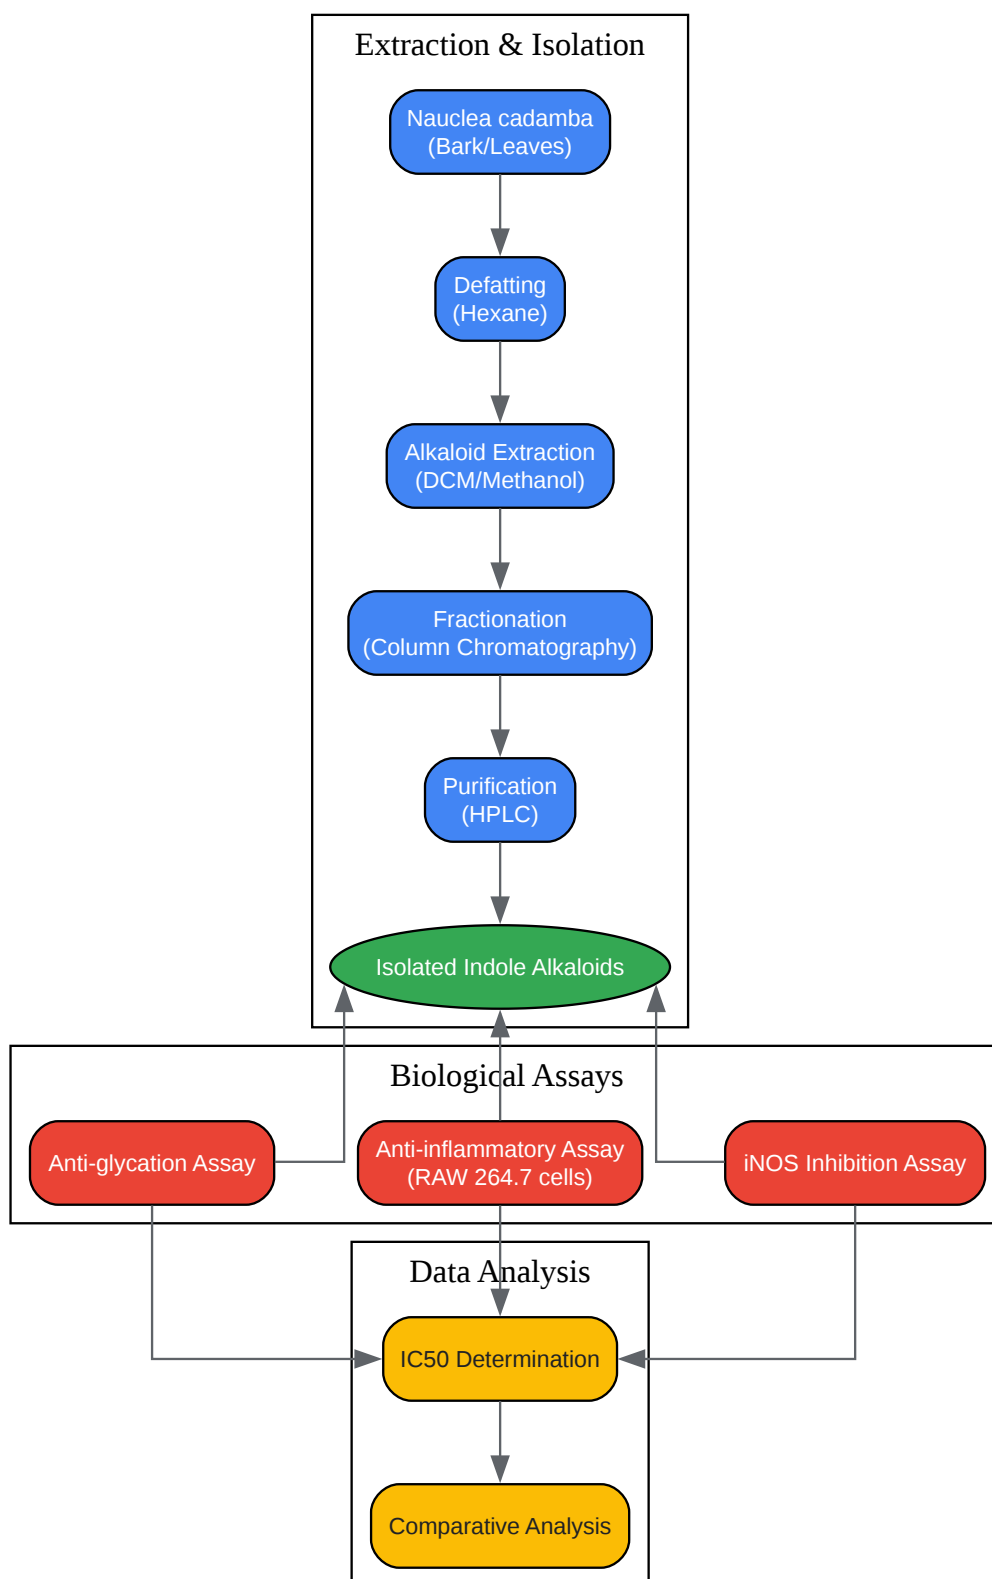 Extraction & Isolation
Nauclea cadamba
(Bark/Leaves)
Defatting
(Hexane)
Alkaloid Extraction
(DCM/Methanol)
Fractionation
(Column Chromatography)
Purification
(HPLC)
Isolated Indole Alkaloids
Biological Assays
Anti-glycation Assay
Anti-inflammatory Assay
(RAW 264.7 cells)
iNOS Inhibition Assay
Data Analysis
IC50 Determination
Comparative Analysis